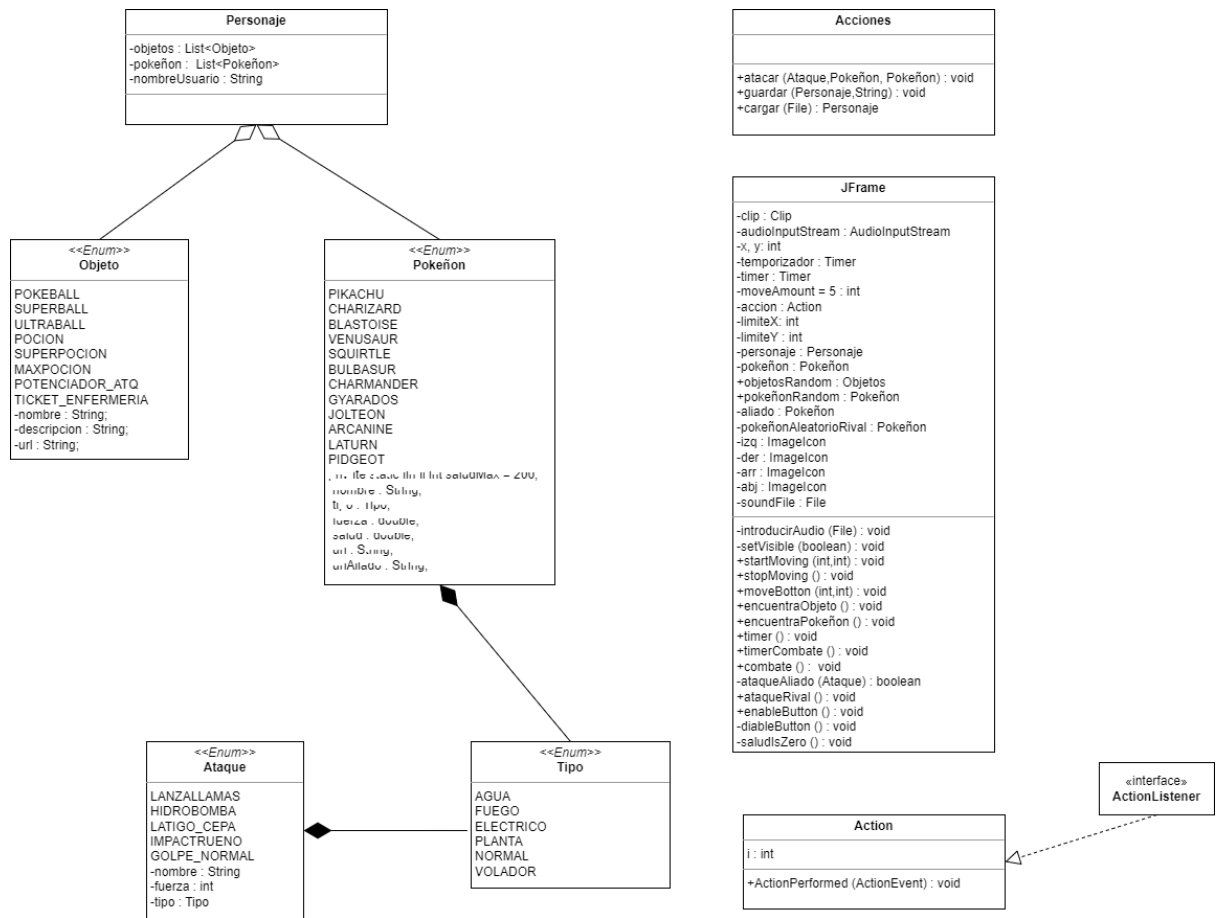 Personaje
-objetos : List<Objeto>
-pokeñon :  List<Pokeñon>
-nombreUsuario : String
<<Enum>>
Objeto
POKEBALL
SUPERBALL
ULTRABALL
POCION
SUPERPOCION
MAXPOCION
POTENCIADOR_ATQ
TICKET_ENFERMERIA
-nombre : String;
-descripcion : String;
-url : String;
<<Enum>>
Pokeñon
PIKACHU
CHARIZARD
BLASTOISE
VENUSAUR
SQUIRTLE
BULBASUR
CHARMANDER
GYARADOS
JOLTEON
ARCANINE
LATURN
PIDGEOT
static int saludMax = 200;
nombre : String;
tipo : Tipo;
fuerza : double;
salud : double;
url : String;
urlAliado : String;
<<Enum>>
Ataque
LANZALLAMAS
HIDROBOMBA
LATIGO_CEPA
IMPACTRUENO
GOLPE_NORMAL
-nombre : String
-fuerza : int
-tipo : Tipo
<<Enum>>
Tipo
AGUA
FUEGO
ELECTRICO
PLANTA
NORMAL
VOLADOR
Acciones
+atacar (Ataque,Pokeñon, Pokeñon) : void
+guardar (Personaje,String) : void
+cargar (File) : Personaje
JFrame
-clip : Clip
-audioInputStream : AudioInputStream
-x, y: int
-temporizador : Timer
-timer : Timer
-moveAmount = 5 : int
-accion : Action
-limiteX: int
-limiteY : int
-personaje : Personaje
-pokeñon : Pokeñon
+objetosRandom : Objetos
+pokeñonRandom : Pokeñon
-aliado : Pokeñon
-pokeñonAleatorioRival : Pokeñon
-izq : ImageIcon
-der : ImageIcon
-arr : ImageIcon
-abj : ImageIcon
-soundFile : File
-introducirAudio (File) : void
-setVisible (boolean) : void
+startMoving (int,int) : void
+stopMoving () : void
+moveBotton (int,int) : void
+encuentraObjeto () : void
+encuentraPokeñon () : void
+timer () : void
+timerCombate () : void
+combate () :  void
-ataqueAliado (Ataque) : boolean
+ataqueRival () : void
+enableButton () : void
-diableButton () : void
-saludIsZero () : void
«interface»
ActionListener
Action
i : int
+ActionPerformed (ActionEvent) : void